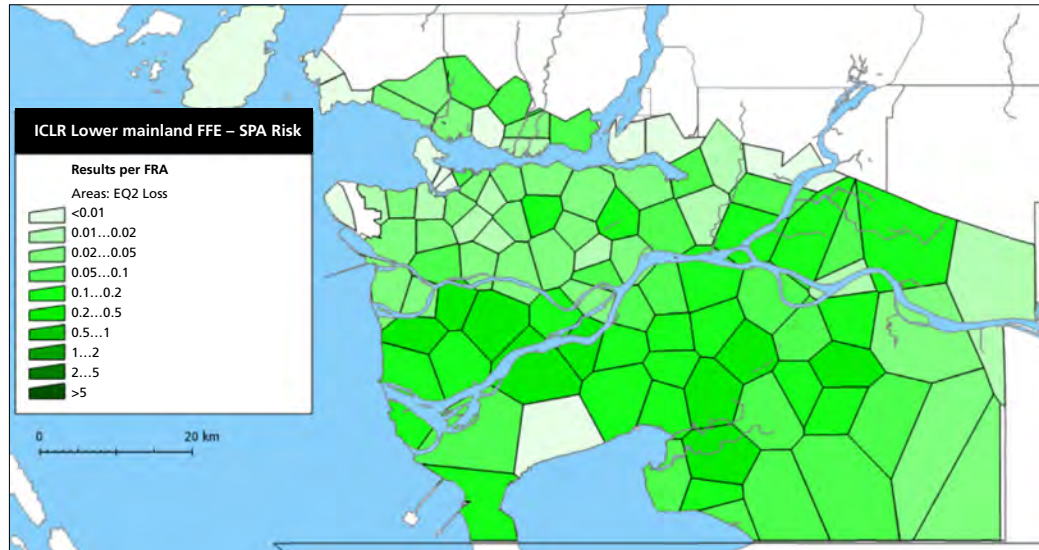 ICLR Lower mainland FFE – SPA Risk
Results per FRA
Areas: EQ2 Loss
<0.01
0.01...0.02
0.02...0.05
0.05...0.1
0.1...0.2
0.2...0.5
0.5...1
1...2
2...5
>5
0 20 km